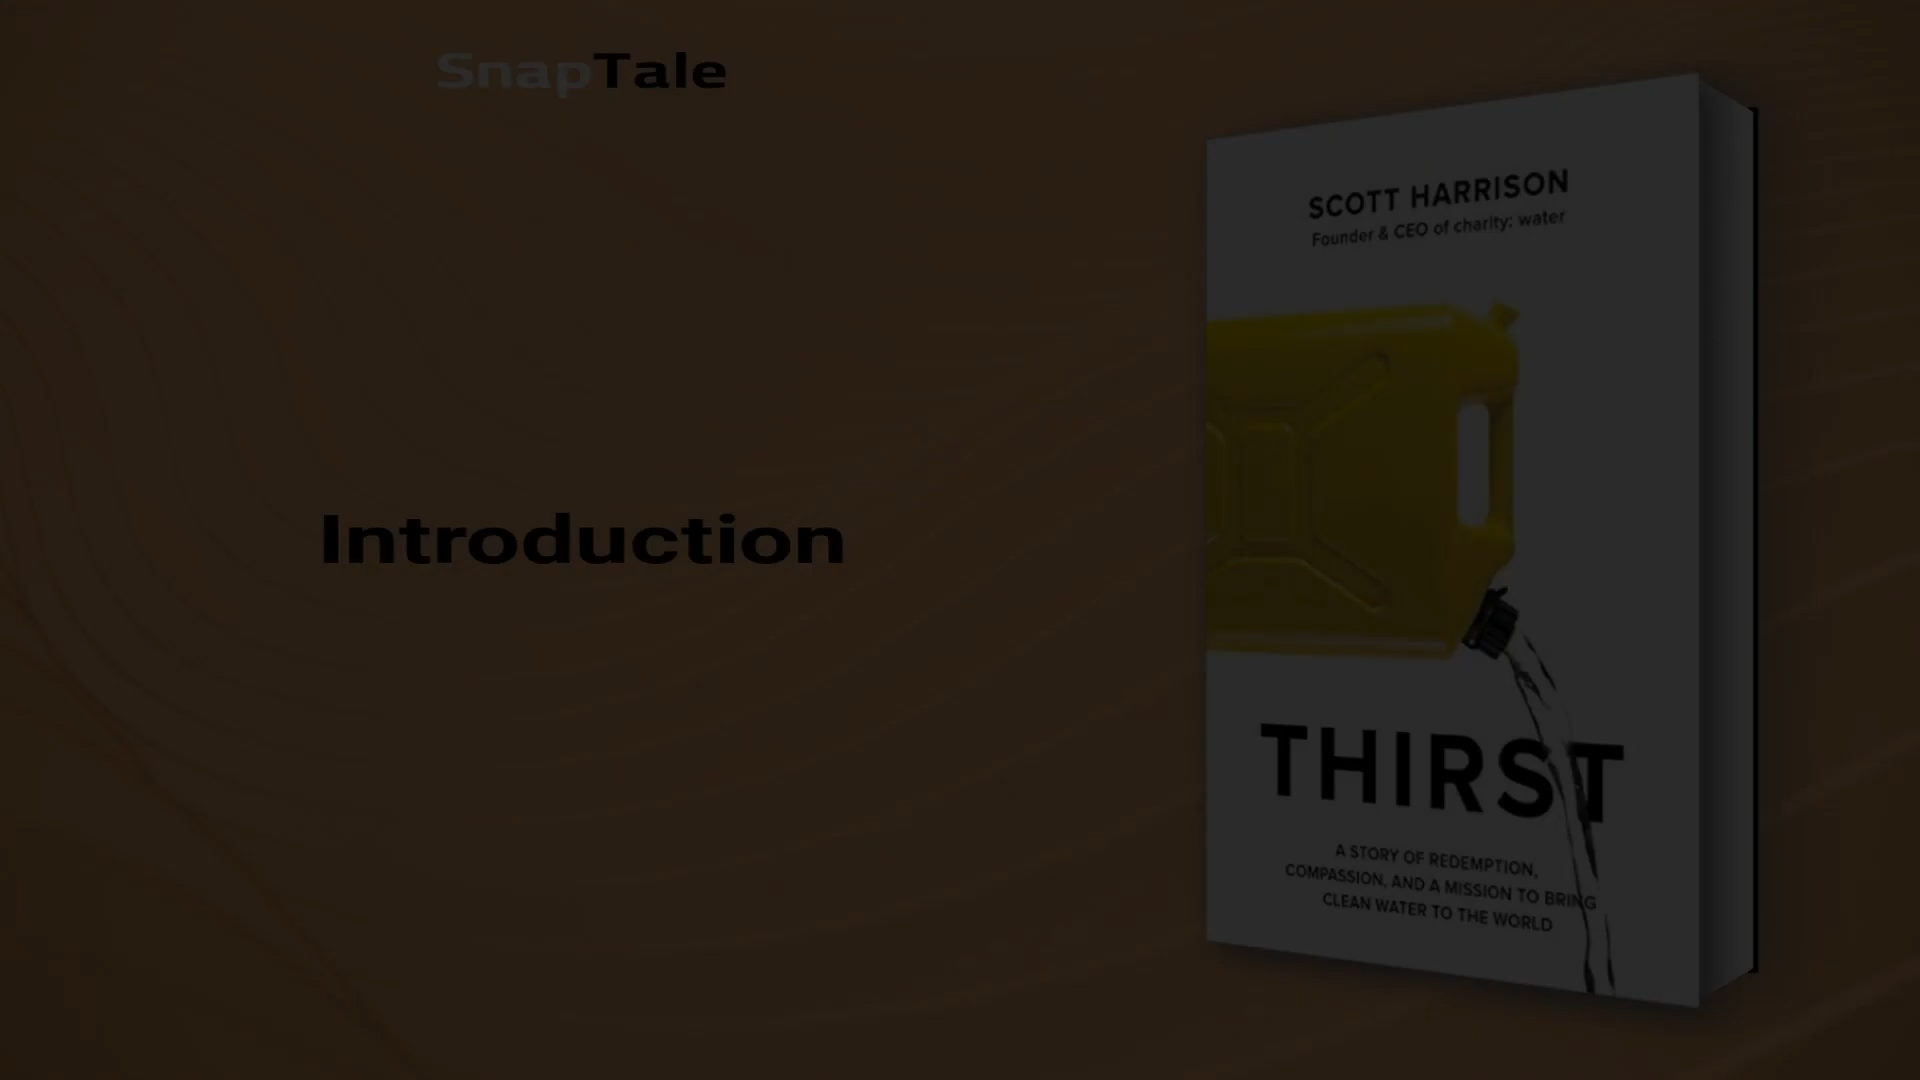 SnapTale
Introduction
SCOTT HARRISON
Founder & CEO of charity: water
THIRST
A STORY OF REDEMPTION,
COMPASSION, AND A MISSION TO BRING
CLEAN WATER TO THE WORLD